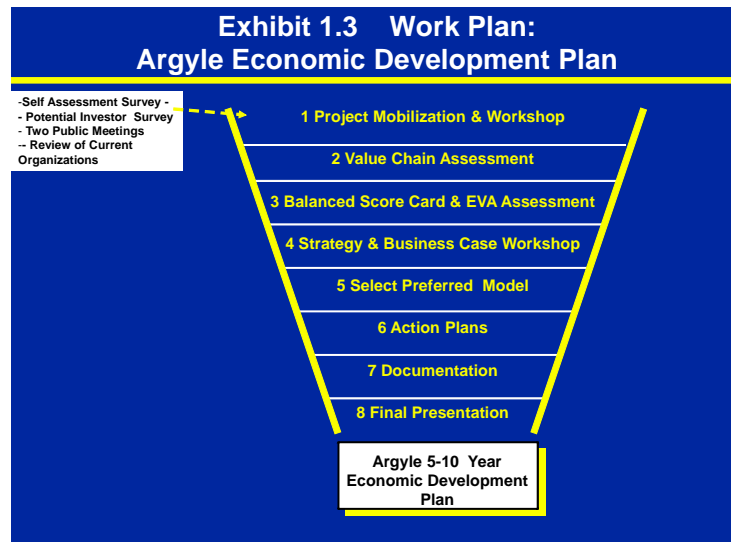 Exhibit 1.3 Work Plan:
Argyle Economic Development Plan
-Self Assessment Survey -
- Potential Investor Survey
- Two Public Meetings
-- Review of Current
Organizations
1 Project Mobilization & Workshop
2 Value Chain Assessment
3 Balanced Score Card & EVA Assessment
4 Strategy & Business Case Workshop
5 Select Preferred Model
6 Action Plans
7 Documentation
8 Final Presentation
Argyle 5-10 Year
Economic Development
Plan